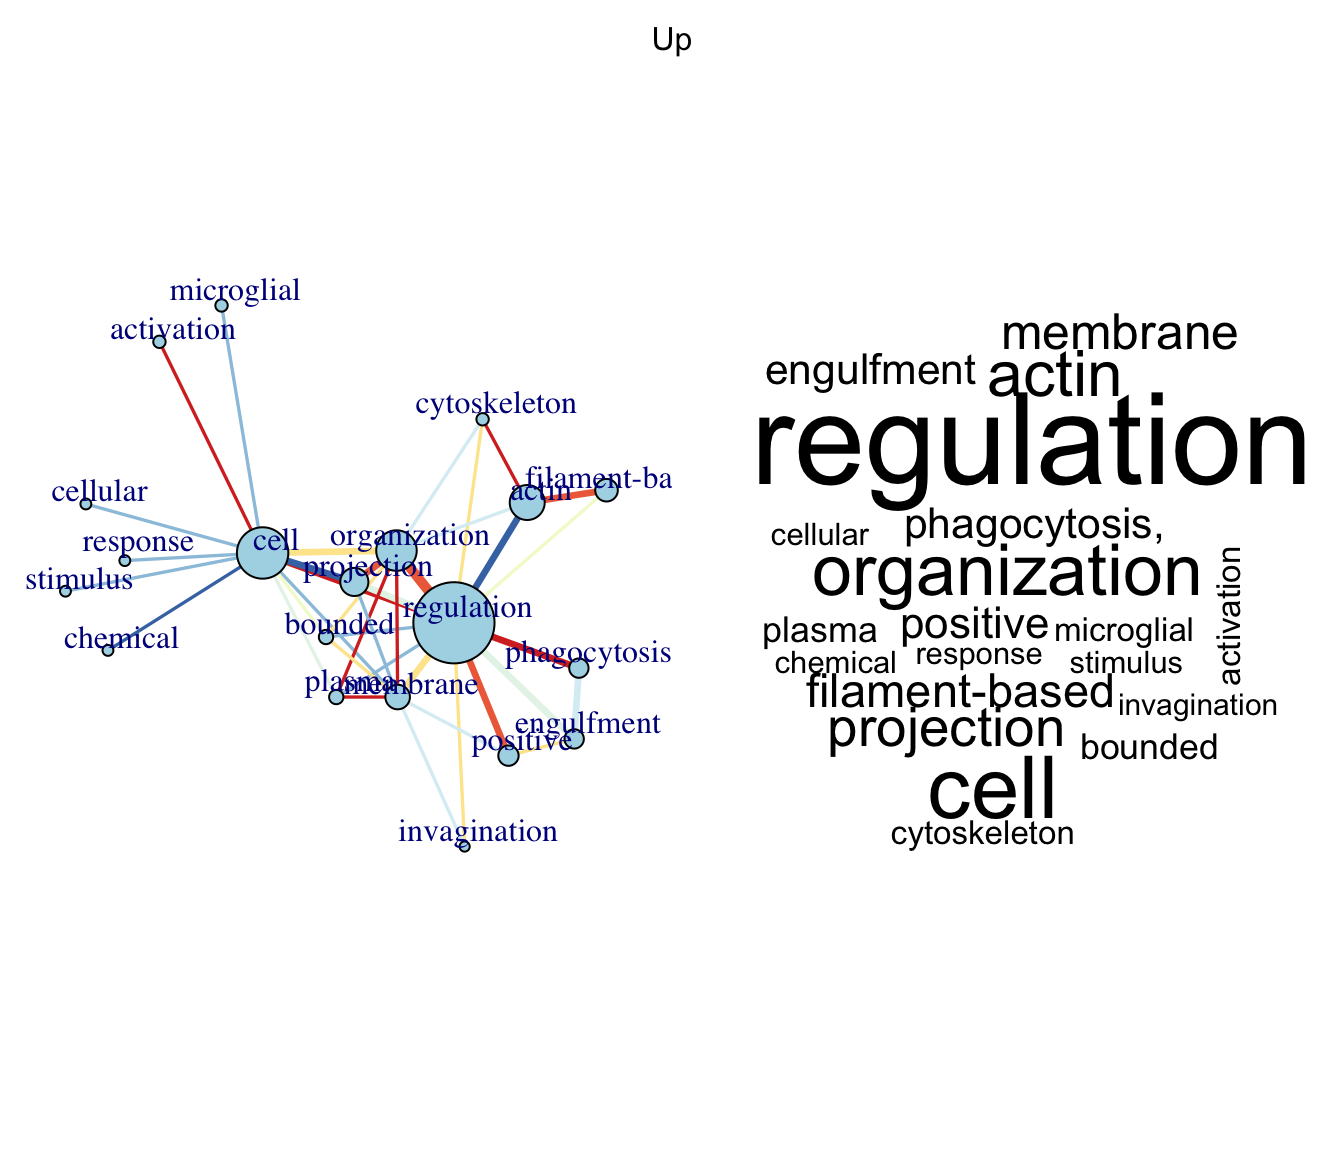 Up
microglial
activation
cytoskeleton
filament-ba
actin
cellular
organization
response
cell
projection
stimulus
regulation
bounded
chemical
phagocytosis
plasma
membrane
engulfment
positive
invagination
membrane
engulfment
actin
regulation
cellular
phagocytosis,
organization
activation
plasma
positive
microglial
chemical
response
stimulus
filament-based
invagination
projection
bounded
cell
cytoskeleton